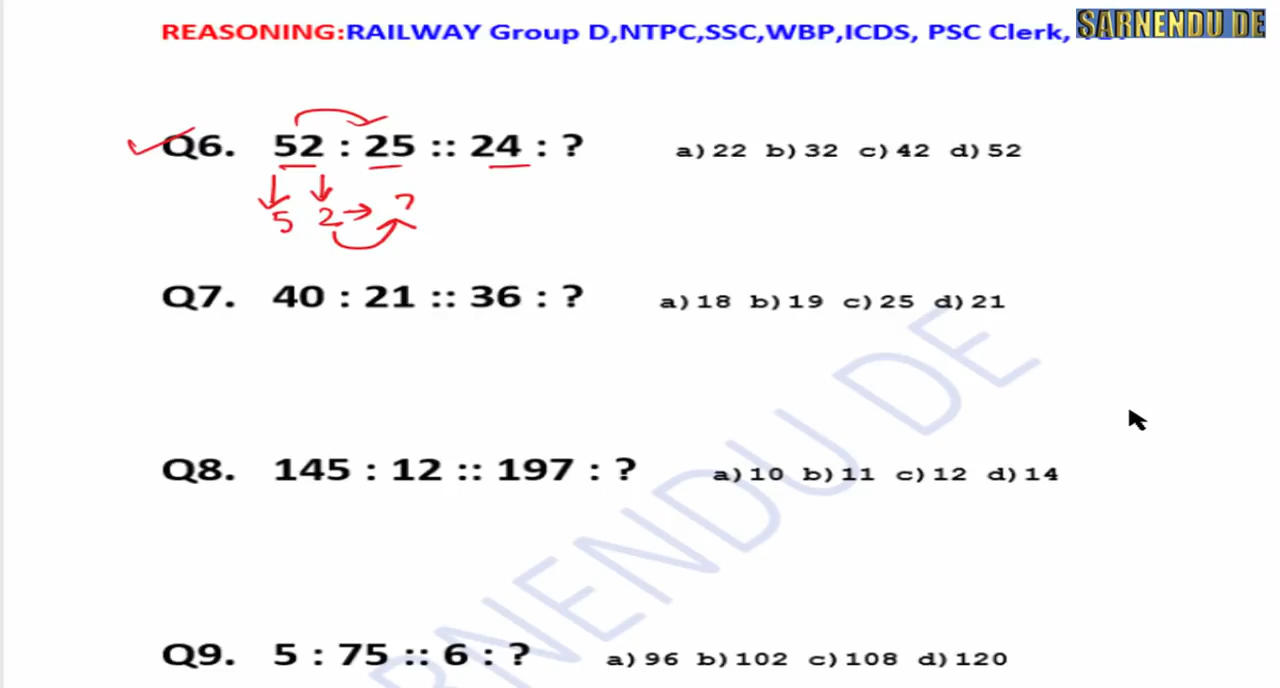 REASONING:RAILWAY Group D,NTPC,SSC,WBP,ICDS, PSC Clerk,
SARNENDU DE
Q6. 52 : 25 :: 24 : ? a)22 b)32 c)42 d)52
5 2 → ?
Q7. 40 : 21 :: 36 : ? a)18 b)19 c)25 d)21
Q8. 145 : 12 :: 197 : ? a)10 b)11 c)12 d)14
Q9. 5 : 75 :: 6 : ? a)96 b)102 c)108 d)120
RNENDU DE